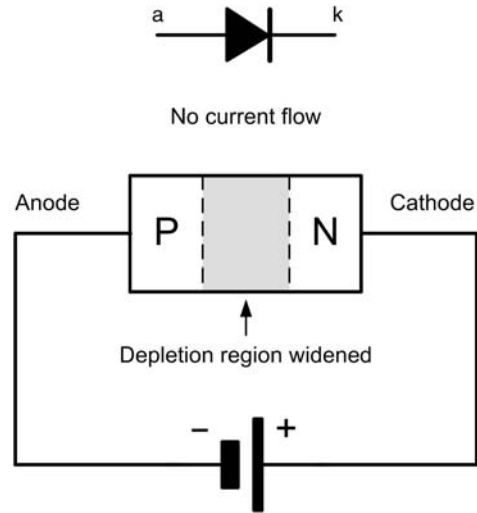 a k
No current flow
Anode Cathode
P N
Depletion region widened
− +